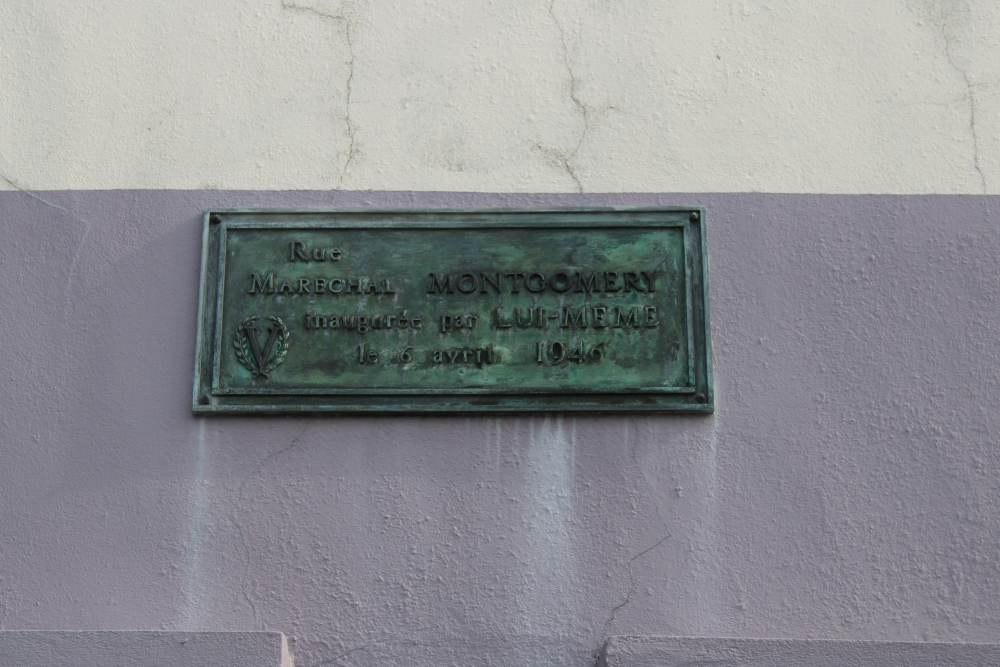 Rue
MARECHAL MONTGOMERY
inaugurée par LUI-MÊME
V le 6 avril 1946